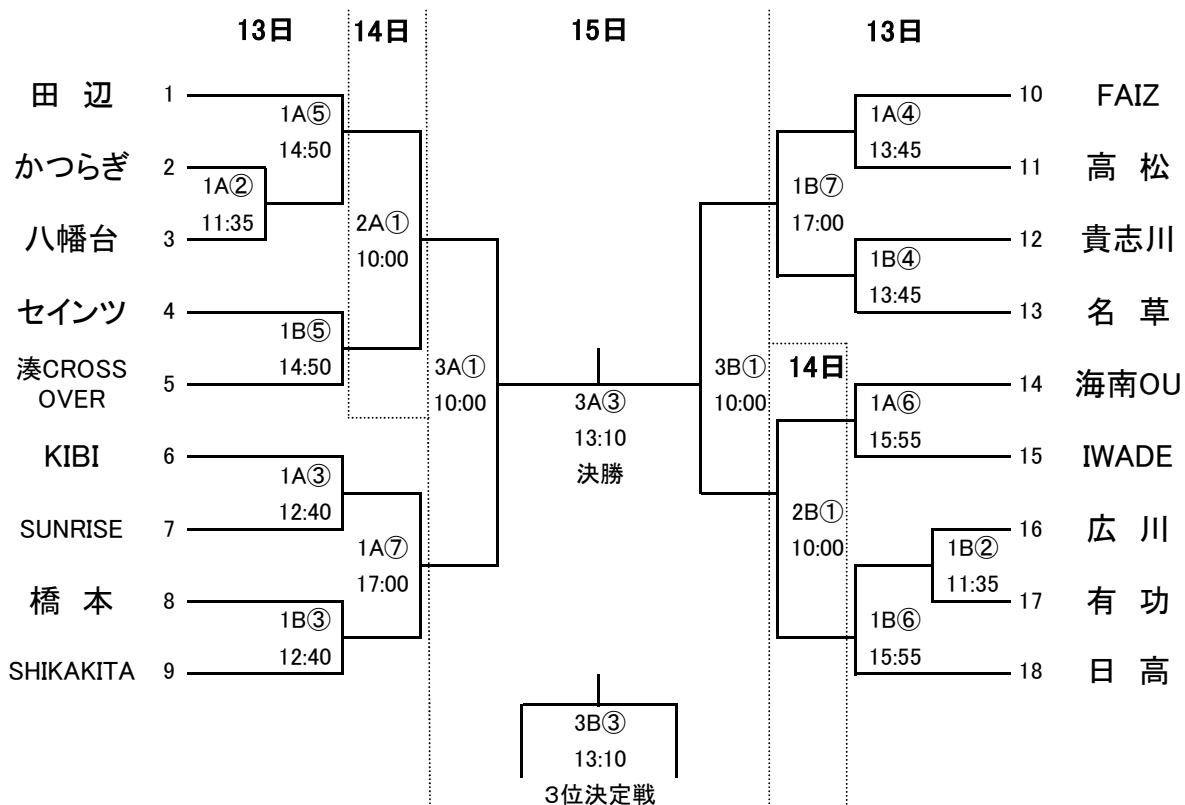 13日 14日 15日 13日
田 辺 1
1A⑤
14:50
かつらぎ 2
1A②
11:35
八幡台 3
2A①
10:00
セインツ 4
1B⑤
14:50
湊CROSS
OVER 5
3A①
10:00
KIBI 6
1A③
12:40
SUNRISE 7
1A⑦
17:00
橋 本 8
1B③
12:40
SHIKAKITA 9
3A③
13:10
決勝
3B③
13:10
3位決定戦
10 FAIZ
1A④
13:45
11 高 松
1B⑦
17:00
12 貴志川
1B④
13:45
13 名 草
3B①
10:00
14日
14 海南OU
1A⑥
15:55
15 IWADE
2B①
10:00
16 広 川
1B②
11:35
17 有 功
1B⑥
15:55
18 日 高